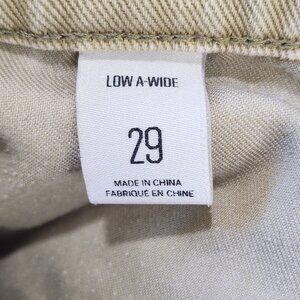 LOW A-WIDE
29
MADE IN CHINA
FABRIQUÉ EN CHINE